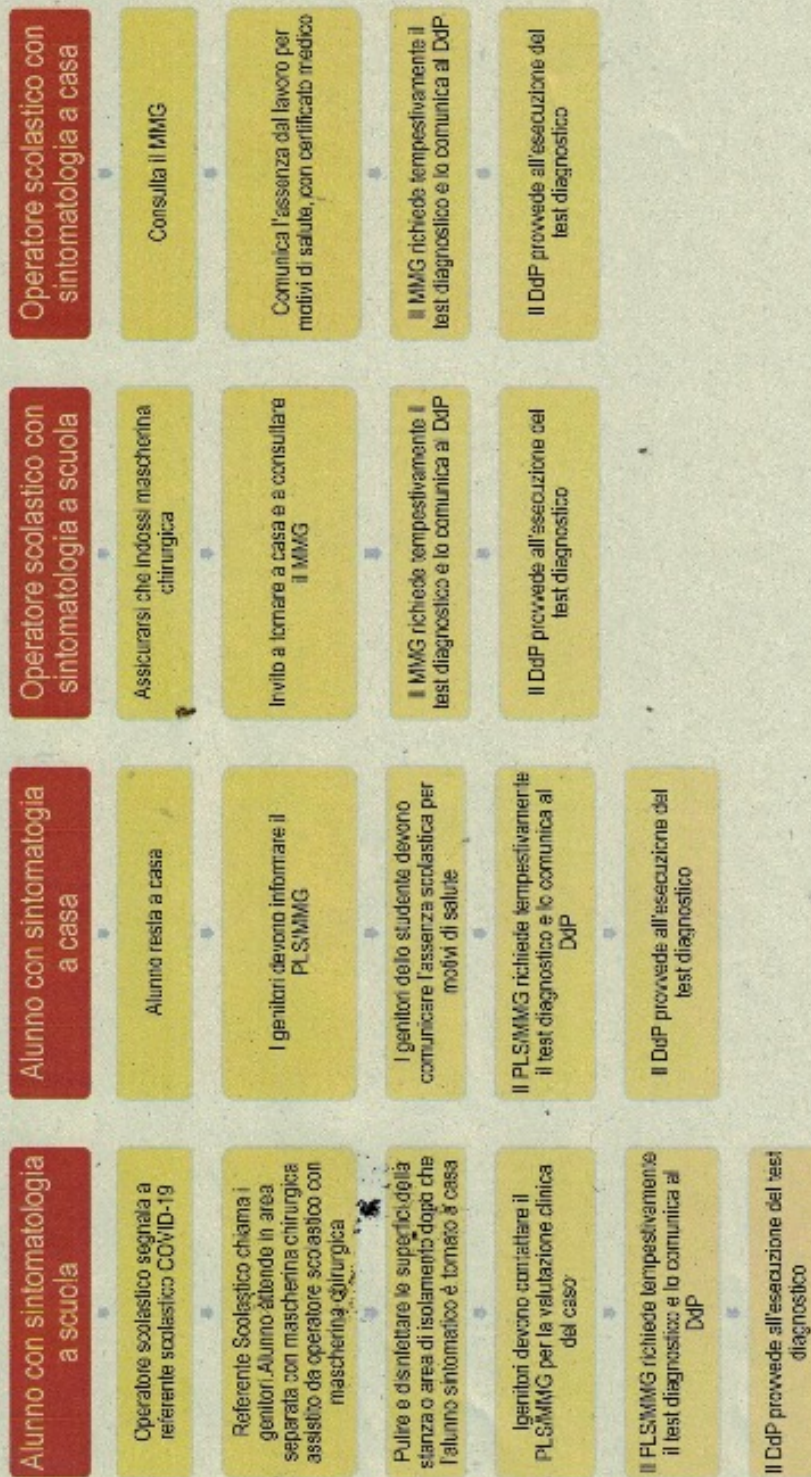 Alunno con sintomatologia
a scuola
Operatore scolastico segnala a
referente scolastico COVID-19
Referente Scolastico chiama i
genitori. Alunno attende in area
separata con mascherina chirurgica
assistito da operatore scolastico con
mascherina chirurgica
Pulire e disinfettare le superfici della
stanza o area di isolamento dopo che
l'alunno sintomatico è tornato a casa
I genitori devono contattare il
PLS/MMG per la valutazione clinica
del caso
Il PLS/MMG richiede tempestivamente
il test diagnostico e lo comunica al
DdP
Il DdP provvede all'esecuzione del test
diagnostico
Alunno con sintomatogia
a casa
Alunno resta a casa
I genitori devono informare il
PLS/MMG
I genitori dello studente devono
comunicare l'assenza scolastica per
motivi di salute
Il PLS/MMG richiede tempestivamente
il test diagnostico e lo comunica al
DdP
Il DdP provvede all'esecuzione del
test diagnostico
Operatore scolastico con
sintomatologia a scuola
Assicurarsi che indossi mascherina
chirurgica
Invito a tornare a casa e a consultare
il MMG
Il MMG richiede tempestivamente il
test diagnostico e lo comunica al DdP
Il DdP provvede all'esecuzione del
test diagnostico
Operatore scolastico con
sintomatologia a casa
Consulta il MMG
Comunica l'assenza dal lavoro per
motivi di salute, con certificato medico
Il MMG richiede tempestivamente il
test diagnostico e lo comunica al DdP
Il DdP provvede all'esecuzione del
test diagnostico